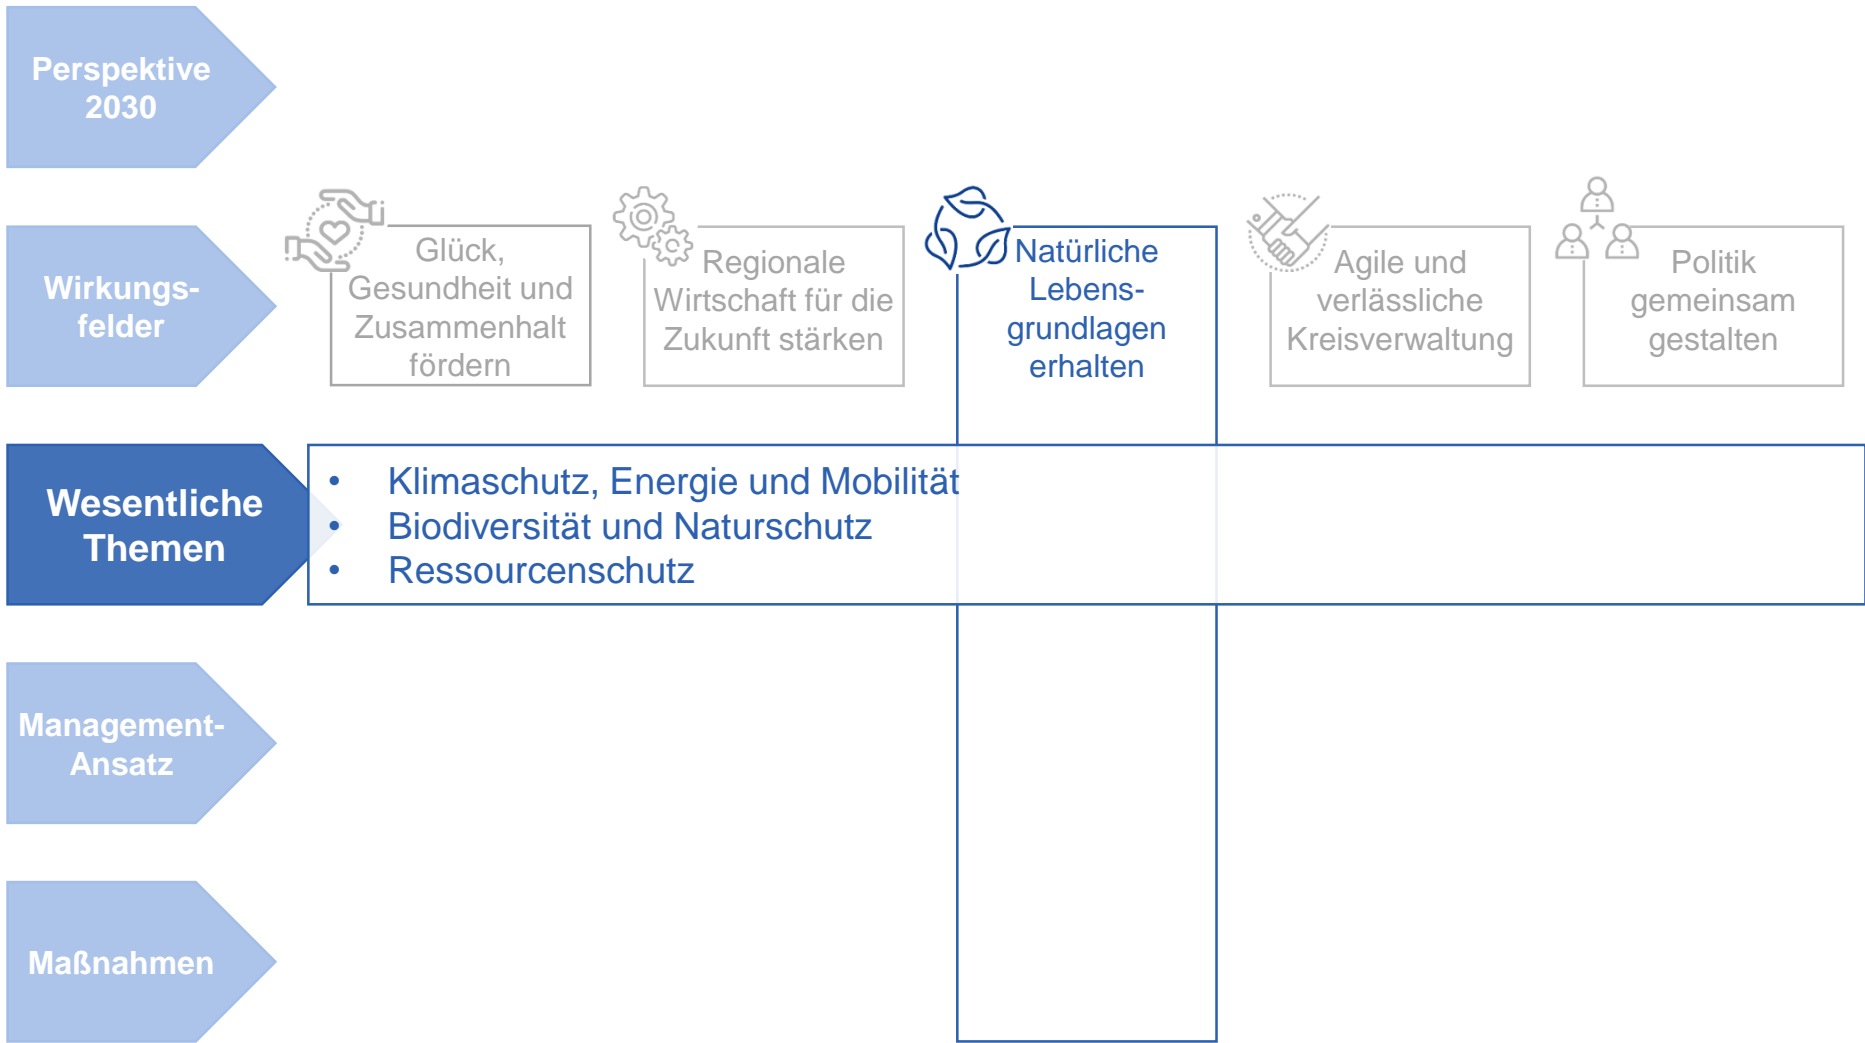 Perspektive
2030
Wirkungs-
felder
Glück,
Gesundheit und
Zusammenhalt
fördern
Regionale
Wirtschaft für die
Zukunft stärken
Natürliche
Lebens-
grundlagen
erhalten
Agile und
verlässliche
Kreisverwaltung
Politik
gemeinsam
gestalten
Wesentliche
Themen
• Klimaschutz, Energie und Mobilität
• Biodiversität und Naturschutz
• Ressourcenschutz
Management-
Ansatz
Maßnahmen